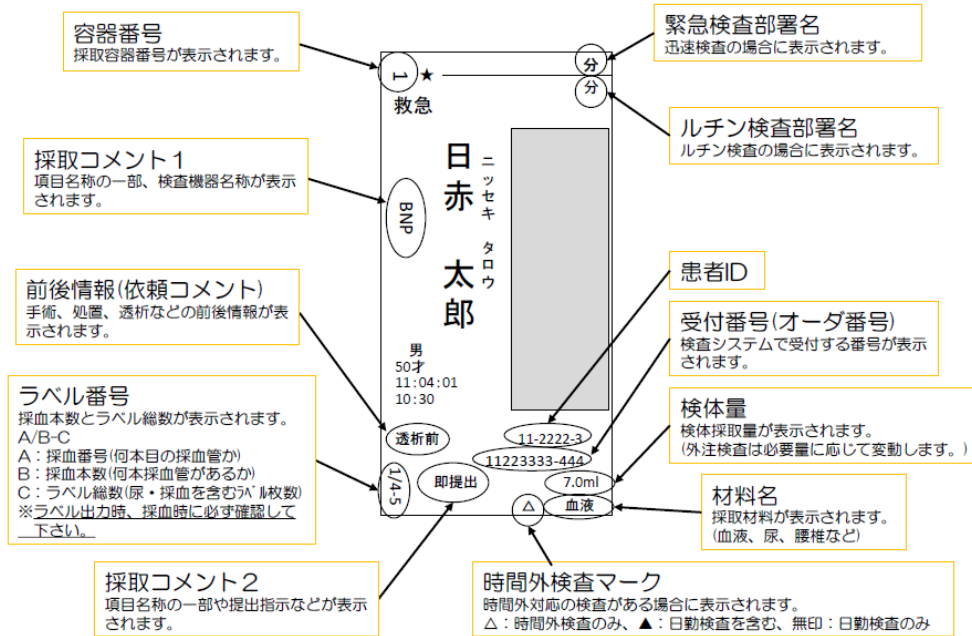 容器番号
採取容器番号が表示されます。
緊急検査部署名
迅速検査の場合に表示されます。
ルチン検査部署名
ルチン検査の場合に表示されます。
採取コメント１
項目名称の一部、検査機器名称が表示
されます。
前後情報(依頼コメント)
手術、処置、透析などの前後情報が表
示されます。
ラベル番号
採血本数とラベル総数が表示されます。
A/B-C
A：採血番号(何本目の採血管か)
B：採血本数(何本採血管があるか)
C：ラベル総数(尿・採血を含むﾗﾍﾞﾙ枚数)
※ラベル出力時、採血時に必ず確認して
下さい。
採取コメント２
項目名称の一部や提出指示などが表示
されます。
1
★
分
分
救急
日赤 太郎
ニッセキ タロウ
BNP
男
50才
11:04:01
10:30
透析前
11-2222-3
11223333-444
1/4-5
即提出
7.0ml
△
血液
患者ID
受付番号(オーダ番号)
検査システムで受付する番号が表示
されます。
検体量
検体採取量が表示されます。
(外注検査は必要量に応じて変動します。)
材料名
採取材料が表示されます。
(血液、尿、腰椎など)
時間外検査マーク
時間外対応の検査がある場合に表示されます。
△：時間外検査のみ、▲：日勤検査を含む、無印：日勤検査のみ